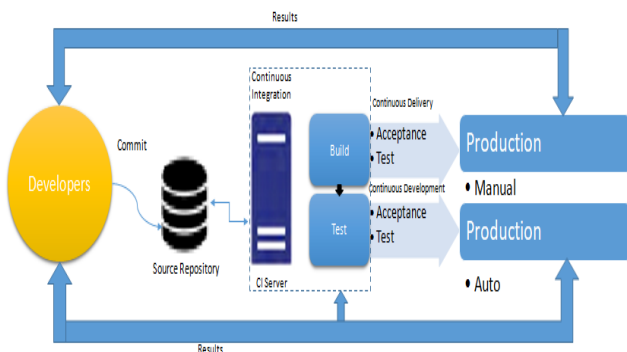 Results
Continuous
Integration
Commit
Developers
Source Repository
CI Server
Build
Test
Continuous Delivery
• Acceptance
• Test
Continuous Development
• Acceptance
• Test
Production
• Manual
Production
• Auto
Results